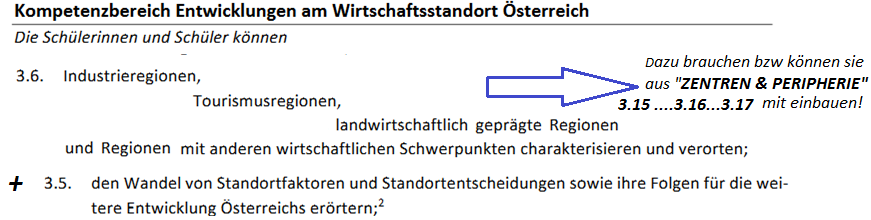 Kompetenzbereich Entwicklungen am Wirtschaftsstandort Österreich
Die Schülerinnen und Schüler können
3.6. Industrieregionen,
Tourismusregionen,
landwirtschaftlich geprägte Regionen
und Regionen mit anderen wirtschaftlichen Schwerpunkten charakterisieren und verorten;
Dazu brauchen bzw können sie
aus "ZENTREN & PERIPHERIE"
3.15 ....3.16...3.17 mit einbauen!
+ 3.5. den Wandel von Standortfaktoren und Standortentscheidungen sowie ihre Folgen für die wei-
tere Entwicklung Österreichs erörtern;2